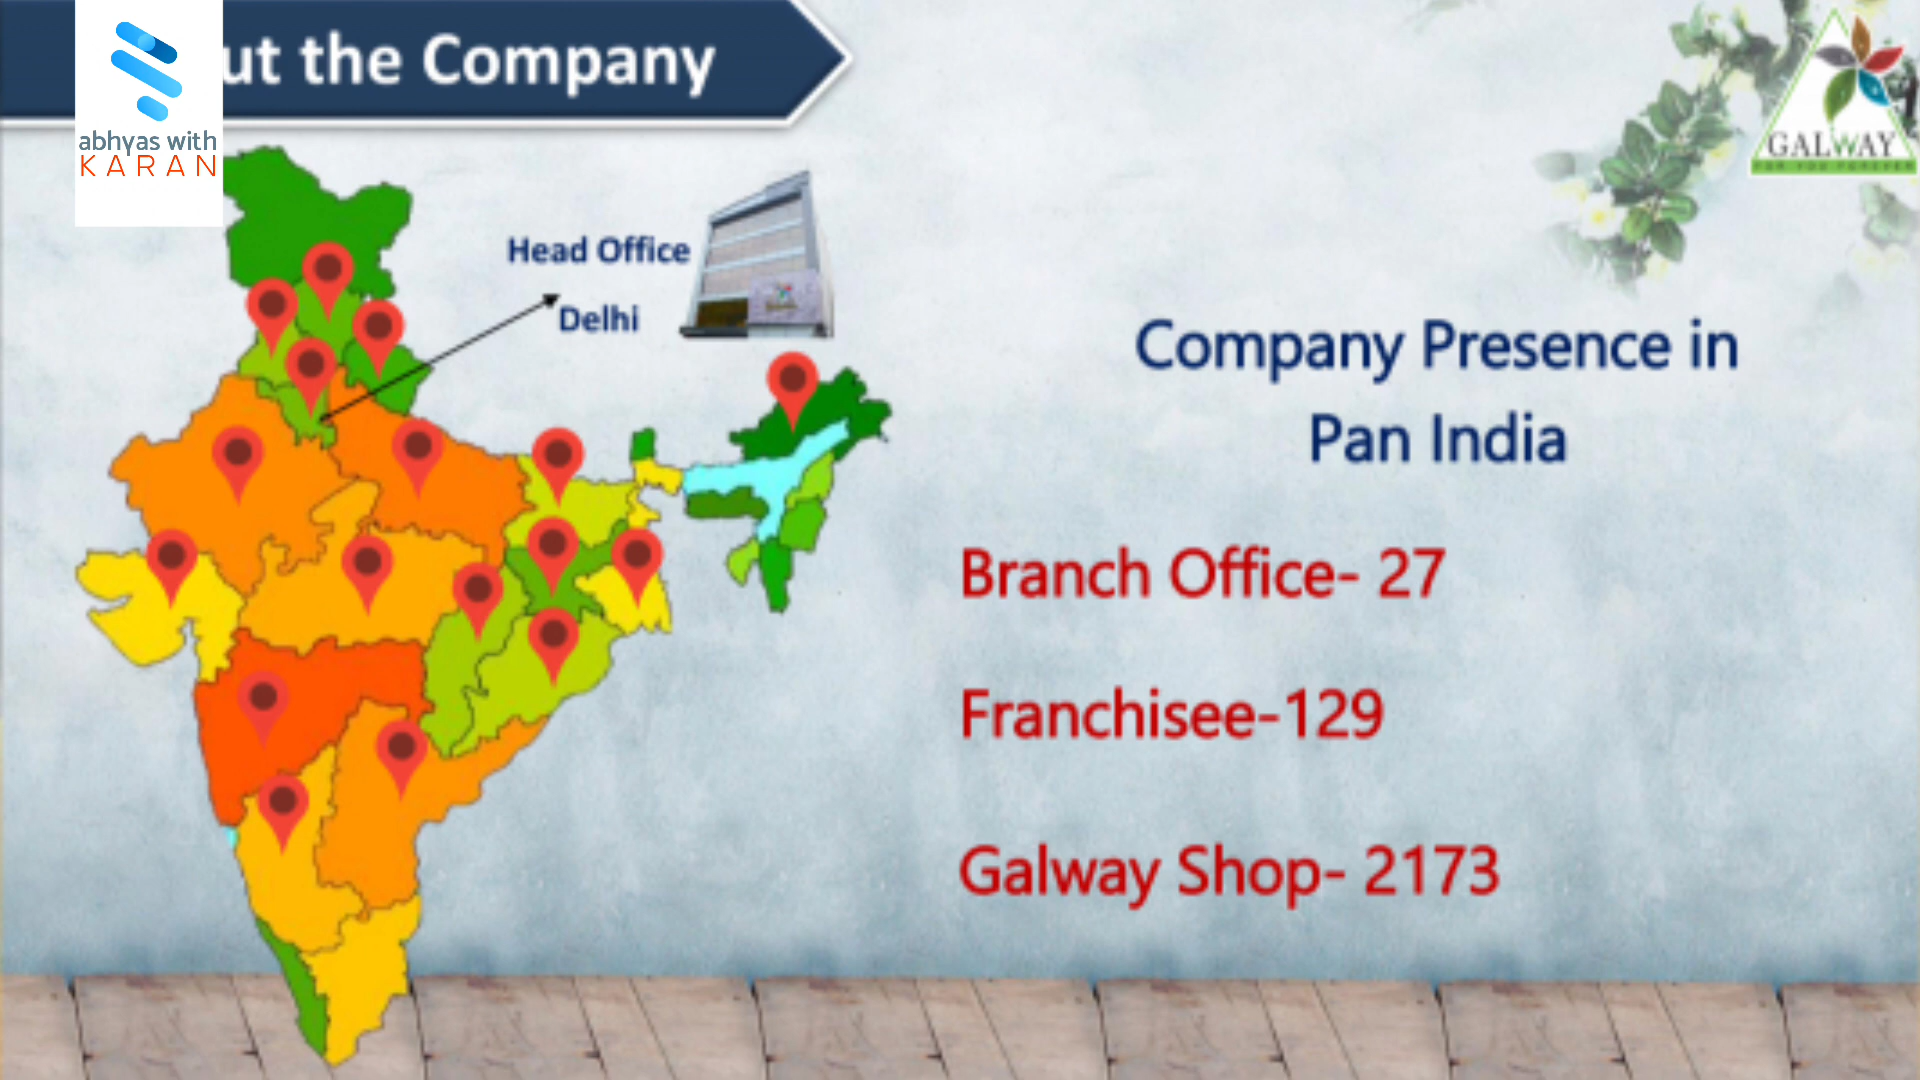 ut the Company
abhyas with
KARAN
GALWAY
Head Office
Delhi
Company Presence in
Pan India
Branch Office- 27
Franchisee-129
Galway Shop- 2173